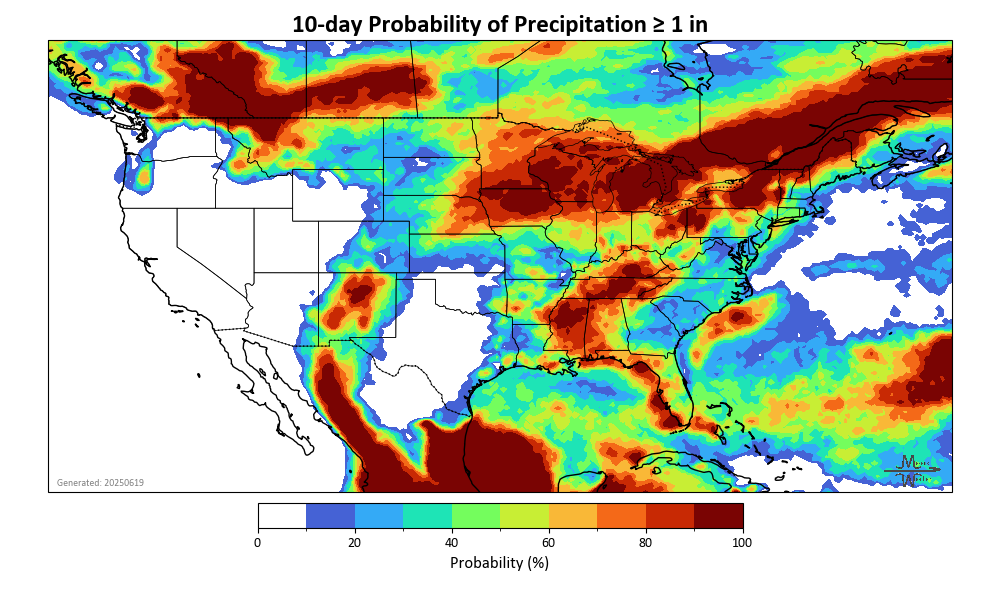 10-day Probability of Precipitation ≥ 1 in
Generated: 20250619
0 20 40 60 80 100
Probability (%)